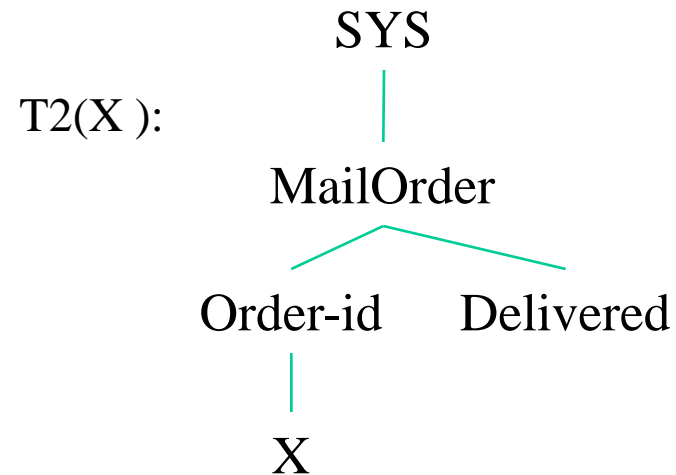 SYS
T2(X ):
MailOrder
Order-id Delivered
X